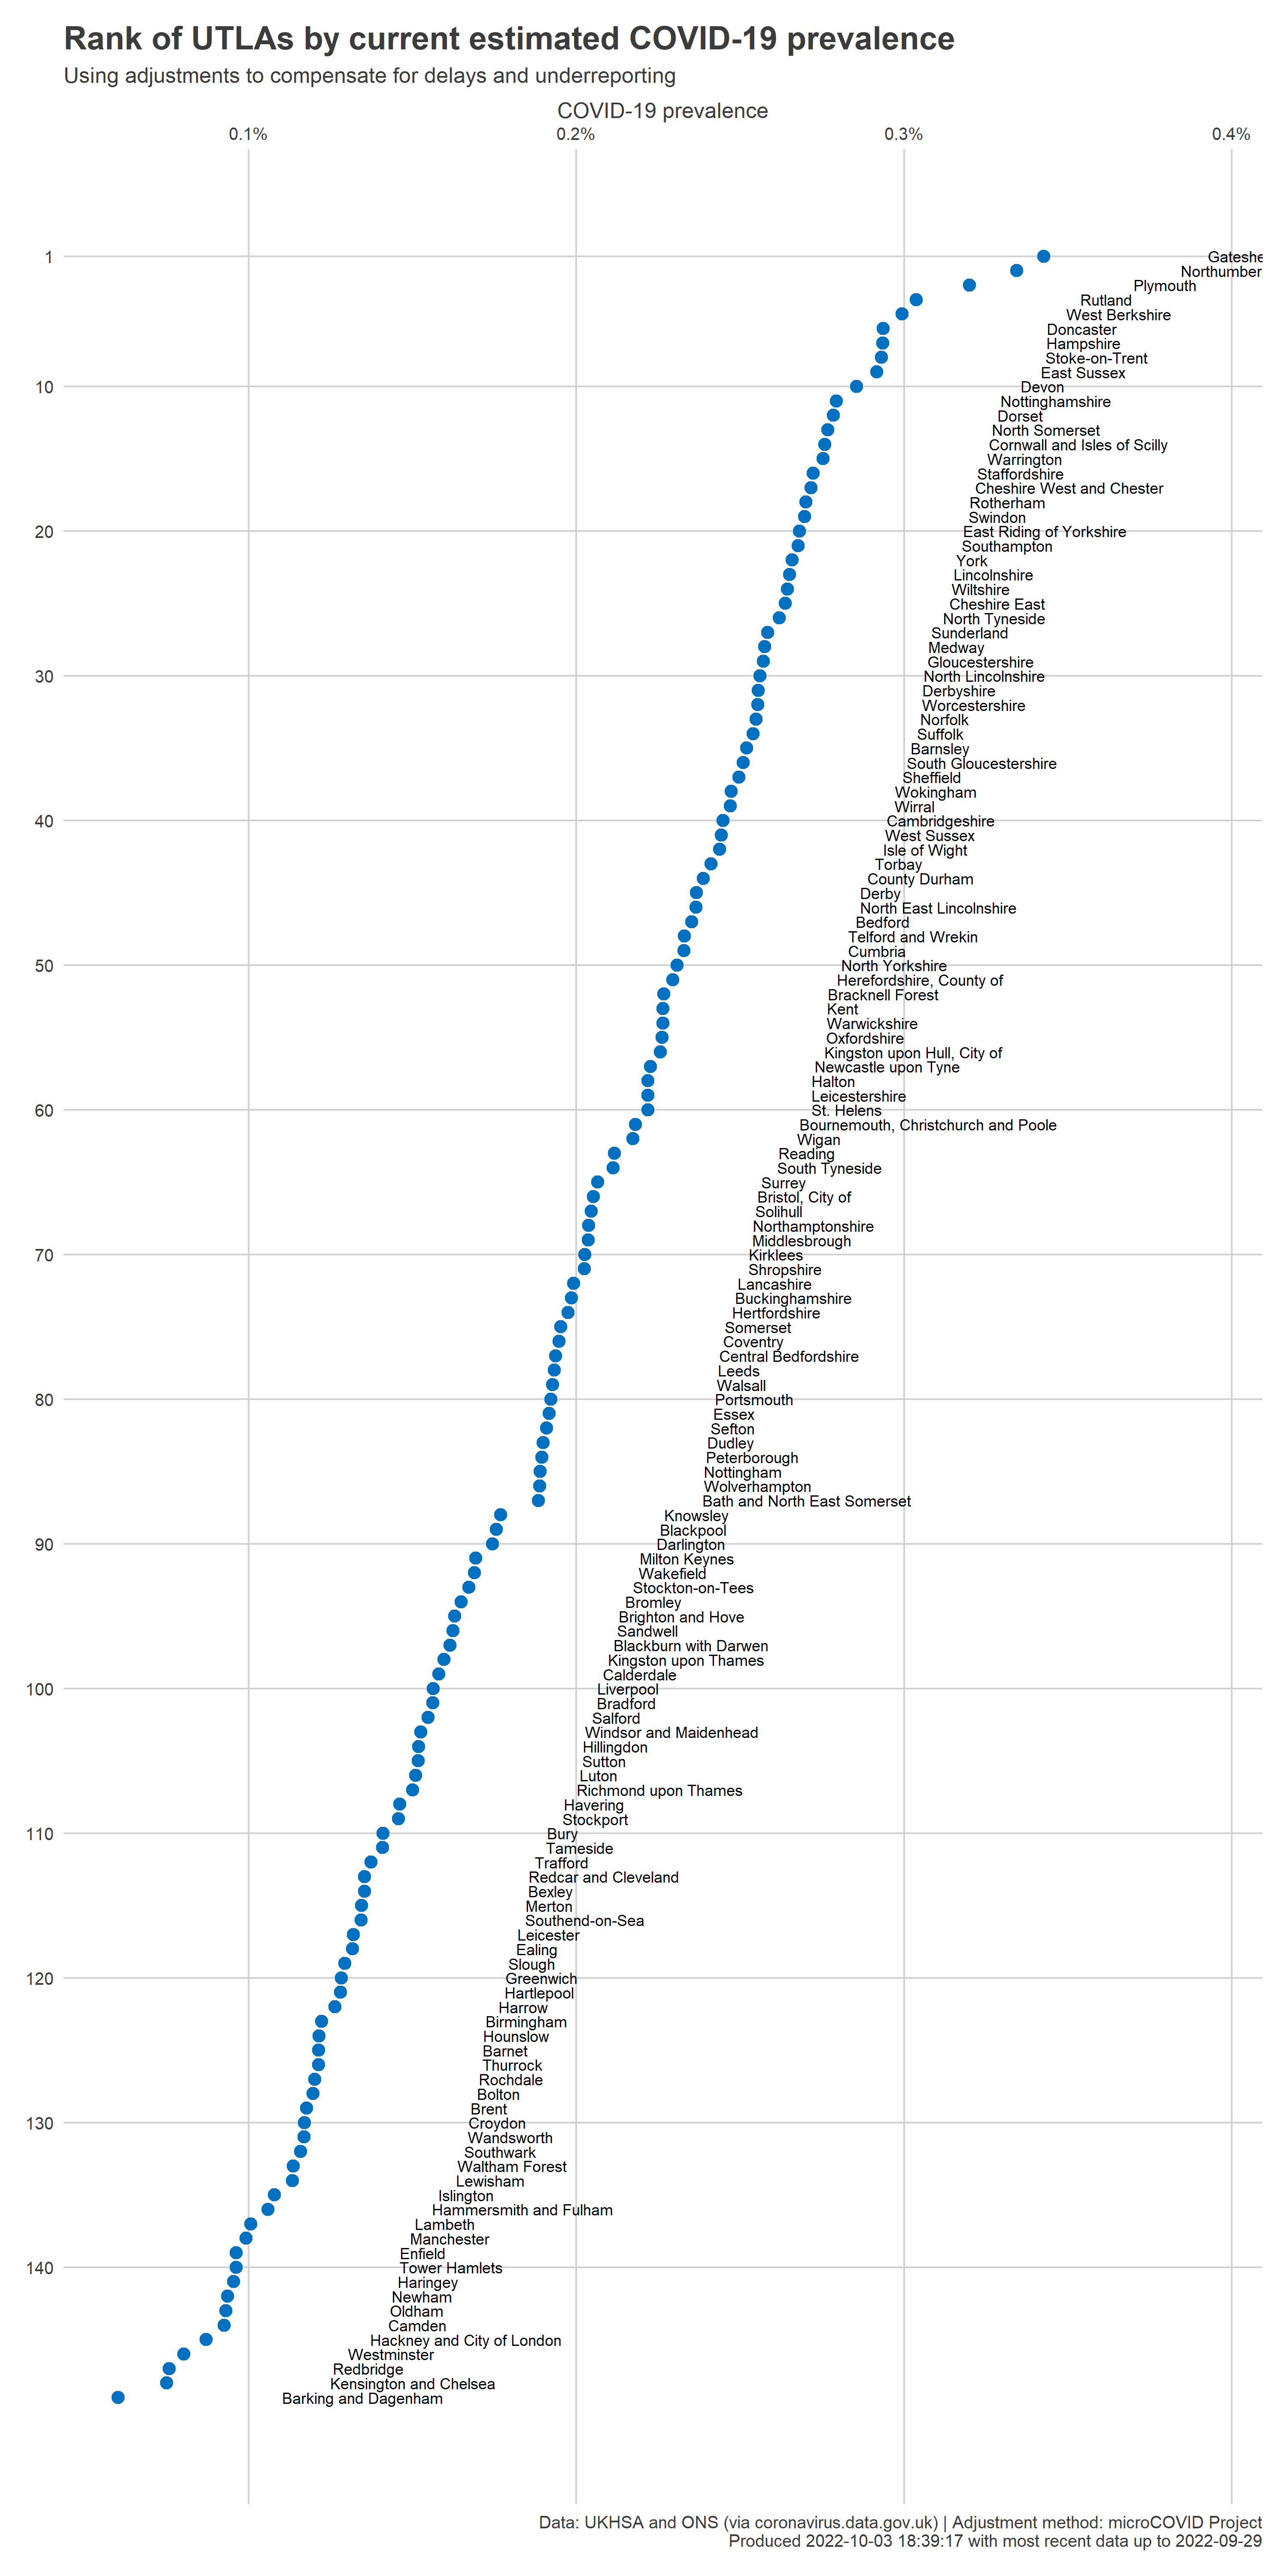 Rank of UTLAs by current estimated COVID-19 prevalence
Using adjustments to compensate for delays and underreporting
COVID-19 prevalence
0.1% 0.2% 0.3% 0.4%
1 Gateshe
Northumber
Plymouth
Rutland
West Berkshire
Doncaster
Hampshire
Stoke-on-Trent
East Sussex
10 Devon
Nottinghamshire
Dorset
North Somerset
Cornwall and Isles of Scilly
Warrington
Staffordshire
Cheshire West and Chester
Rotherham
Swindon
20 East Riding of Yorkshire
Southampton
York
Lincolnshire
Wiltshire
Cheshire East
North Tyneside
Sunderland
Medway
Gloucestershire
30 North Lincolnshire
Derbyshire
Worcestershire
Norfolk
Suffolk
Barnsley
South Gloucestershire
Sheffield
Wokingham
Wirral
40 Cambridgeshire
West Sussex
Isle of Wight
Torbay
County Durham
Derby
North East Lincolnshire
Bedford
Telford and Wrekin
Cumbria
50 North Yorkshire
Herefordshire, County of
Bracknell Forest
Kent
Warwickshire
Oxfordshire
Kingston upon Hull, City of
Newcastle upon Tyne
Halton
Leicestershire
60 St. Helens
Bournemouth, Christchurch and Poole
Wigan
Reading
South Tyneside
Surrey
Bristol, City of
Solihull
Northamptonshire
Middlesbrough
70 Kirklees
Shropshire
Lancashire
Buckinghamshire
Hertfordshire
Somerset
Coventry
Central Bedfordshire
Leeds
Walsall
80 Portsmouth
Essex
Sefton
Dudley
Peterborough
Nottingham
Wolverhampton
Bath and North East Somerset
Knowsley
Blackpool
90 Darlington
Milton Keynes
Wakefield
Stockton-on-Tees
Bromley
Brighton and Hove
Sandwell
Blackburn with Darwen
Kingston upon Thames
Calderdale
100 Liverpool
Bradford
Salford
Windsor and Maidenhead
Hillingdon
Sutton
Luton
Richmond upon Thames
Havering
Stockport
110 Bury
Tameside
Trafford
Redcar and Cleveland
Bexley
Merton
Southend-on-Sea
Leicester
Ealing
Slough
120 Greenwich
Hartlepool
Harrow
Birmingham
Hounslow
Barnet
Thurrock
Rochdale
Bolton
Brent
130 Croydon
Wandsworth
Southwark
Waltham Forest
Lewisham
Islington
Hammersmith and Fulham
Lambeth
Manchester
Enfield
140 Tower Hamlets
Haringey
Newham
Oldham
Camden
Hackney and City of London
Westminster
Redbridge
Kensington and Chelsea
Barking and Dagenham
Data: UKHSA and ONS (via coronavirus.data.gov.uk) | Adjustment method: microCOVID Project
Produced 2022-10-03 18:39:17 with most recent data up to 2022-09-29